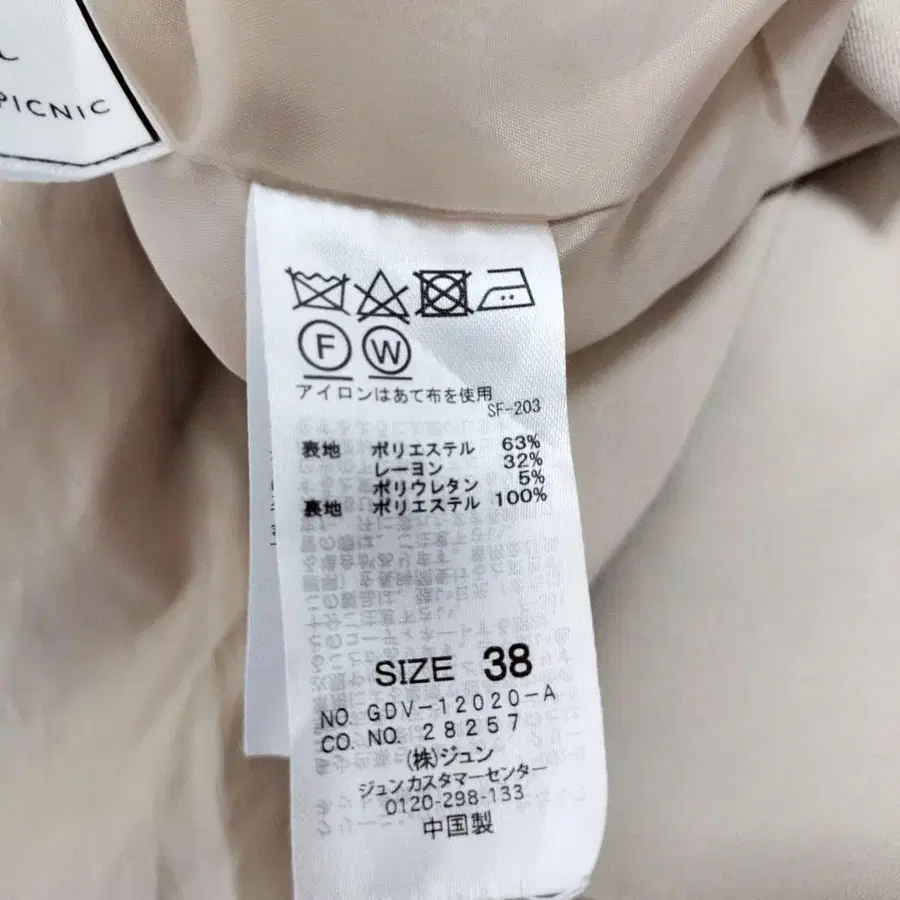 PICNIC
F W
アイロンはあて布を使用
SF-203
表地 ポリエステル 63%
レーヨン 32%
ポリウレタン 5%
裏地 ポリエステル 100%
SIZE 38
NO. GDV-12020-A
CO. NO. 28257
(株)ジュン
ジュンカスタマーセンター
0120-298-133
中国製